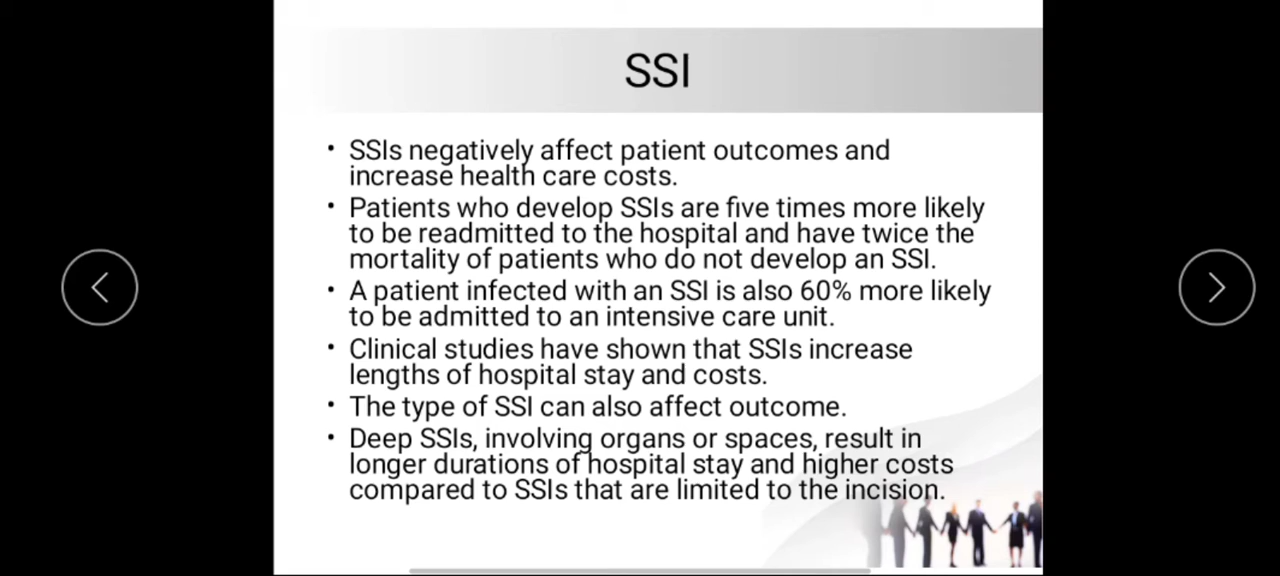 SSI
• SSIs negatively affect patient outcomes and
increase health care costs.
• Patients who develop SSIs are five times more likely
to be readmitted to the hospital and have twice the
mortality of patients who do not develop an SSI.
• A patient infected with an SSI is also 60% more likely
to be admitted to an intensive care unit.
• Clinical studies have shown that SSIs increase
lengths of hospital stay and costs.
• The type of SSI can also affect outcome.
• Deep SSIs, involving organs or spaces, result in
longer durations of hospital stay and higher costs
compared to SSIs that are limited to the incision.